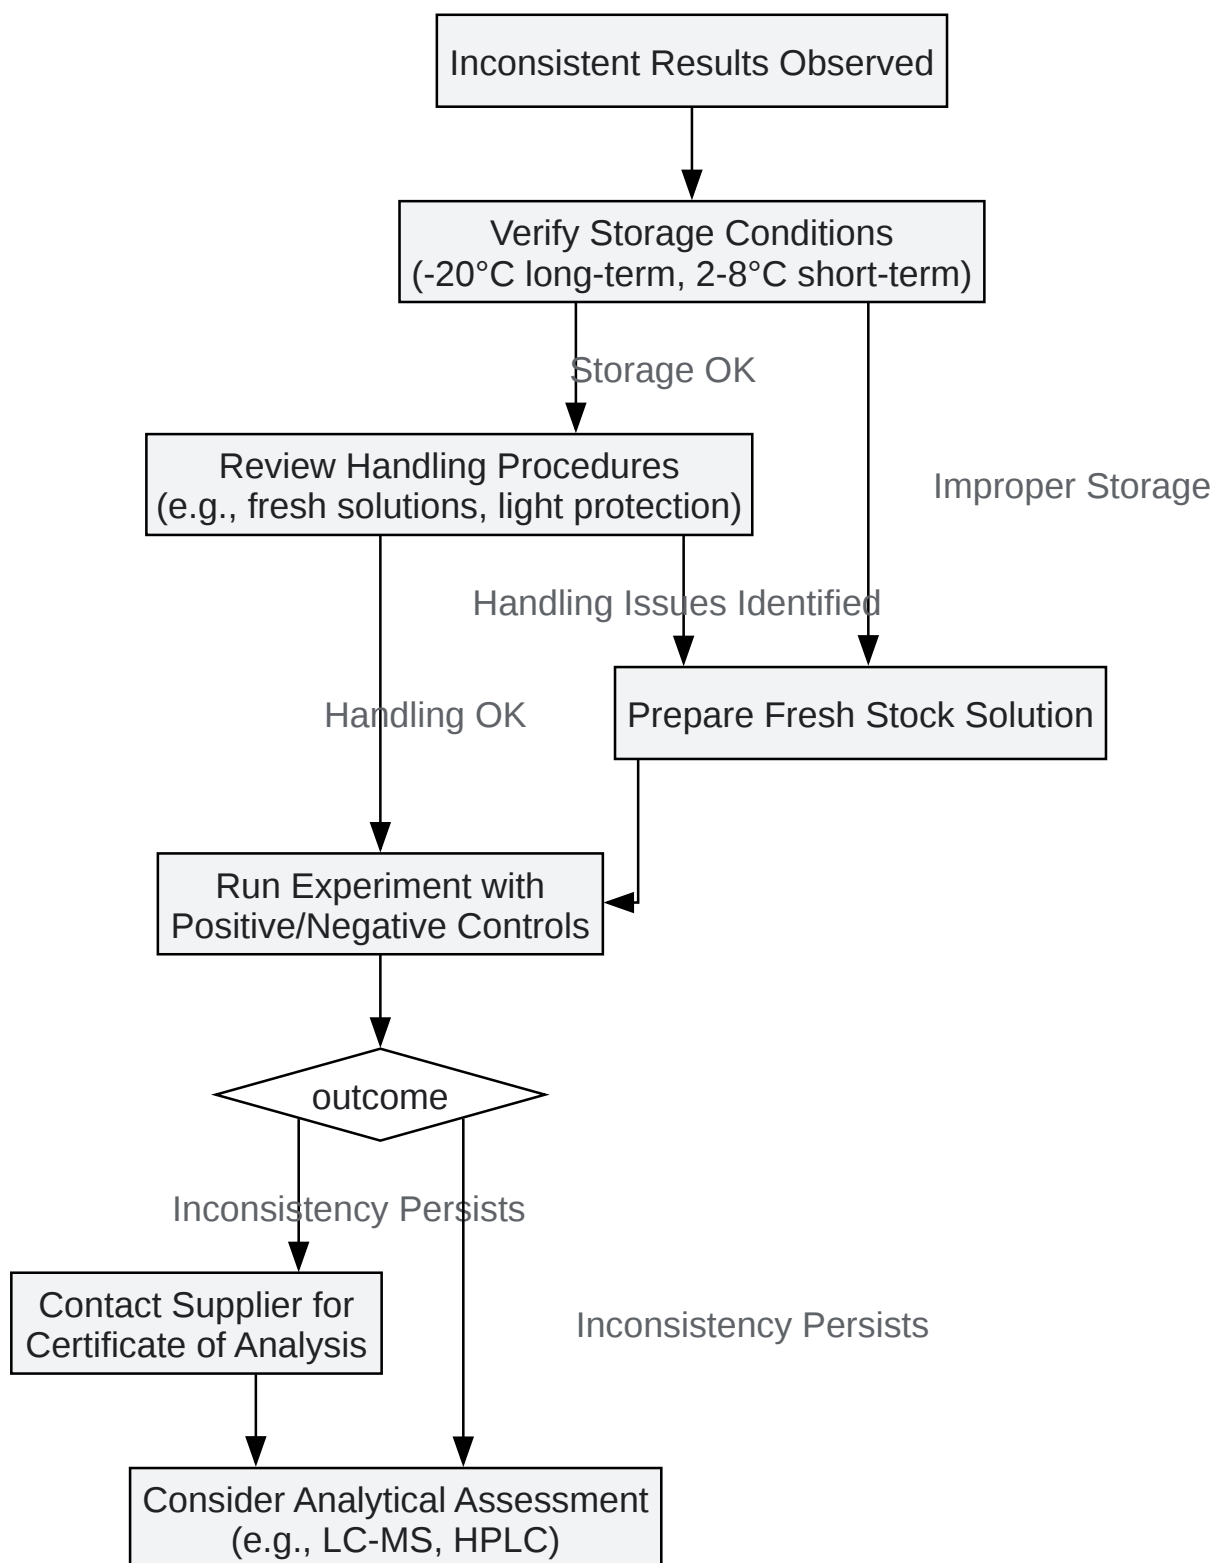 Inconsistent Results Observed
Verify Storage Conditions
(-20°C long-term, 2-8°C short-term)
Storage OK
Review Handling Procedures
(e.g., fresh solutions, light protection)
Improper Storage
Handling Issues Identified
Handling OK
Prepare Fresh Stock Solution
Run Experiment with
Positive/Negative Controls
outcome
Inconsistency Persists
Contact Supplier for
Certificate of Analysis
Inconsistency Persists
Consider Analytical Assessment
(e.g., LC-MS, HPLC)